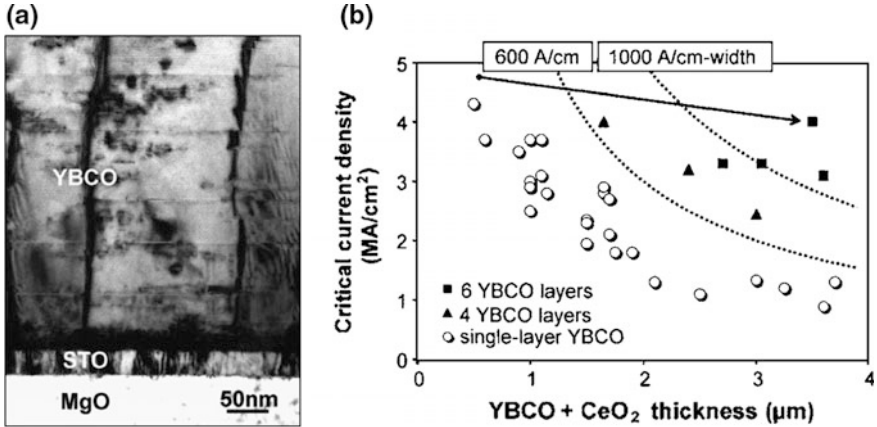 (a)
YBCO
STO
MgO
50nm
(b)
600 A/cm
1000 A/cm-width
Critical current density
(MA/cm²)
5
4
3
2
1
0
■ 6 YBCO layers
▲ 4 YBCO layers
○ single-layer YBCO
0 1 2 3 4
YBCO + CeO₂ thickness (μm)